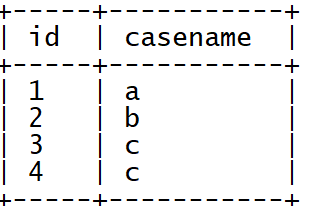 +-----+-----------+
| id  | casename  |
+-----+-----------+
| 1   | a         |
| 2   | b         |
| 3   | c         |
| 4   | c         |
+-----+-----------+